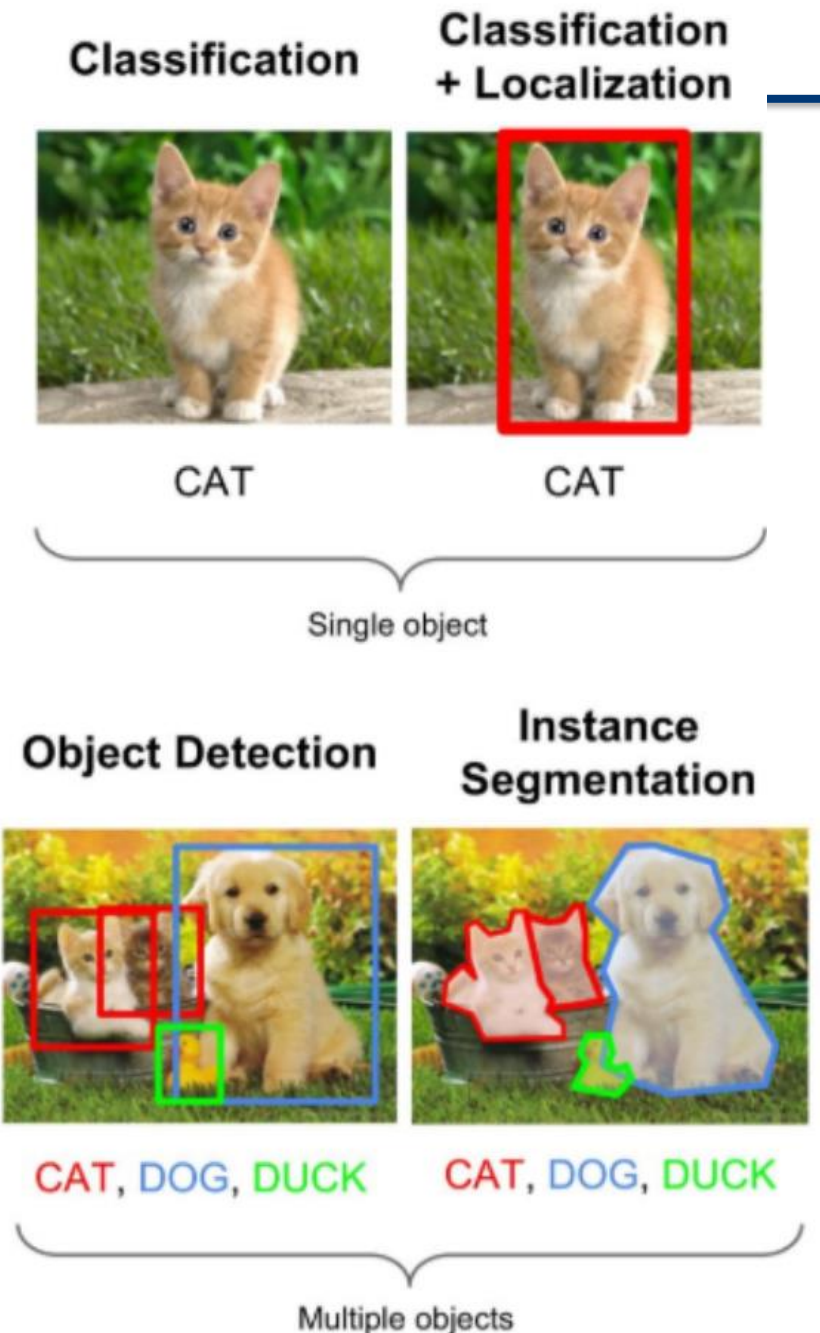 Classification
Classification
+ Localization
CAT
CAT
Single object
Object Detection
Instance
Segmentation
CAT, DOG, DUCK
CAT, DOG, DUCK
Multiple objects